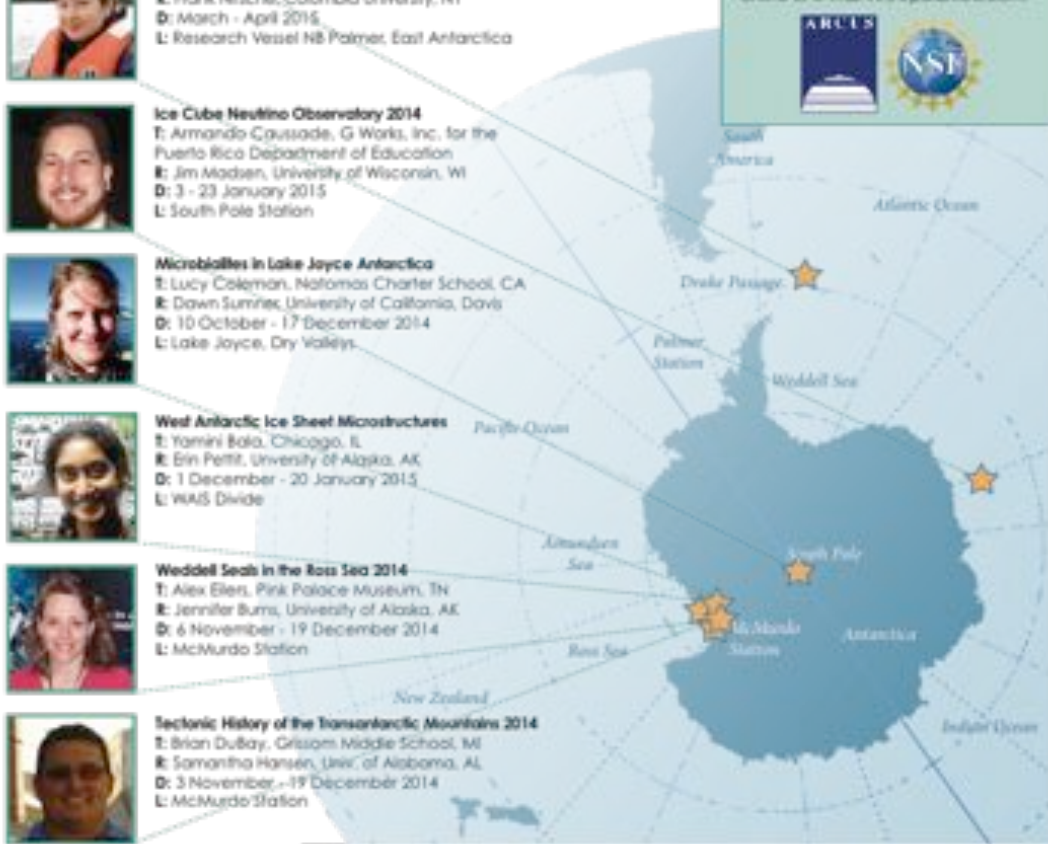 D: March - April 2015
L: Research Vessel NB Palmer, East Antarctica
Ice Cube Neutrino Observatory 2014
T: Armando Caussade, G Works, Inc. for the
Puerto Rico Department of Education
R: Jim Madsen, University of Wisconsin, WI
D: 3 - 23 January 2015
L: South Pole Station
Microbialites in Lake Joyce Antarctica
T: Lucy Coleman, Natomas Charter School, CA
R: Dawn Sumner, University of California, Davis
D: 10 October - 17 December 2014
L: Lake Joyce, Dry Valleys
West Antarctic Ice Sheet Microstructures
T: Yamini Bala, Chicago, IL
R: Erin Pettit, Unversity of Alaska, AK
D: 1 December - 20 January 2015
L: WAIS Divide
Weddell Seals in the Ross Sea 2014
T: Alex Eilers, Pink Palace Museum, TN
R: Jennifer Burns, University of Alaska, AK
D: 6 November - 19 December 2014
L: McMurdo Station
Tectonic History of the Transantarctic Mountains 2014
T: Brian DuBay, Grissom Middle School, MI
R: Samantha Hansen, Univ. of Alabama, AL
D: 3 November - 19 December 2014
L: McMurdo Station
ARCUS
NSF
South
America
Atlantic Ocean
Drake Passage
Palmer
Station
Weddell Sea
Pacific Ocean
Amundsen
Sea
South Pole
McMurdo
Station
Antarctica
Ross Sea
New Zealand
Indian Ocean